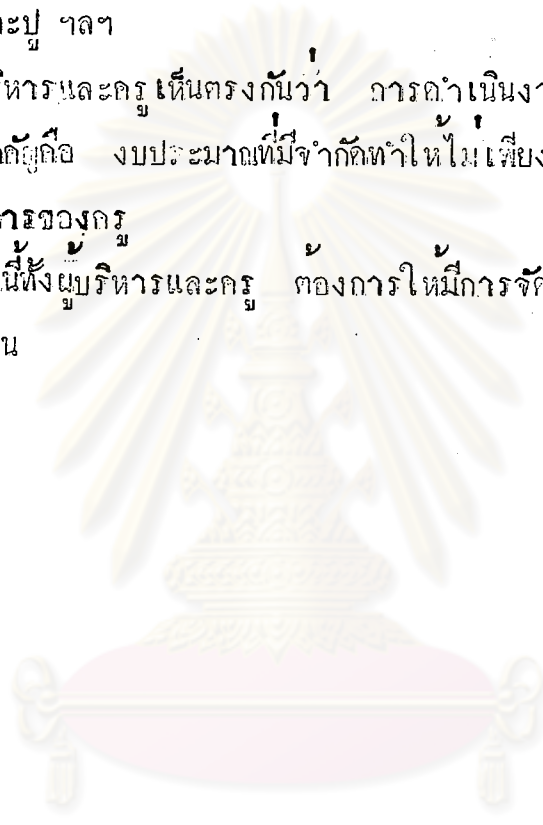 ะปู ฯลฯ
ริหารและครูเห็นตรงกันว่า การดำเนินงา
คัญคือ งบประมาณที่มีจำกัดทำให้ไม่เพียง
ารของครู
นี้ทั้งผู้บริหารและครู ต้องการให้มีการจัด
น